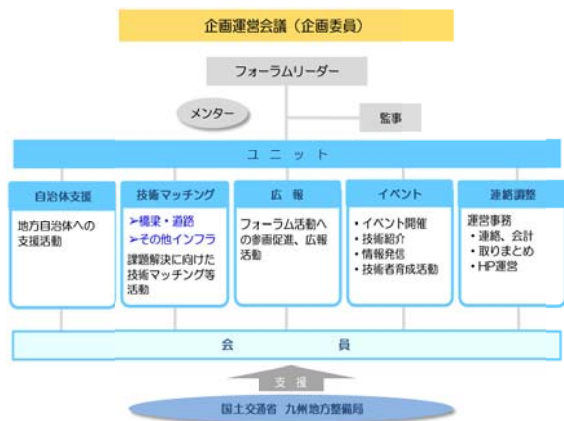 企画運営会議（企画委員）
フォーラムリーダー
メンター
監事
ユニット
自治体支援
地方自治体への
支援活動
技術マッチング
➢橋梁・道路
➢その他インフラ
課題解決に向けた
技術マッチング等
活動
広報
フォーラム活動へ
の参画促進、広報
活動
イベント
・イベント開催
・技術紹介
・情報発信
・技術者育成活動
連絡調整
運営事務
・連絡、会計
・取りまとめ
・HP運営
会員
支援
国土交通省 九州地方整備局